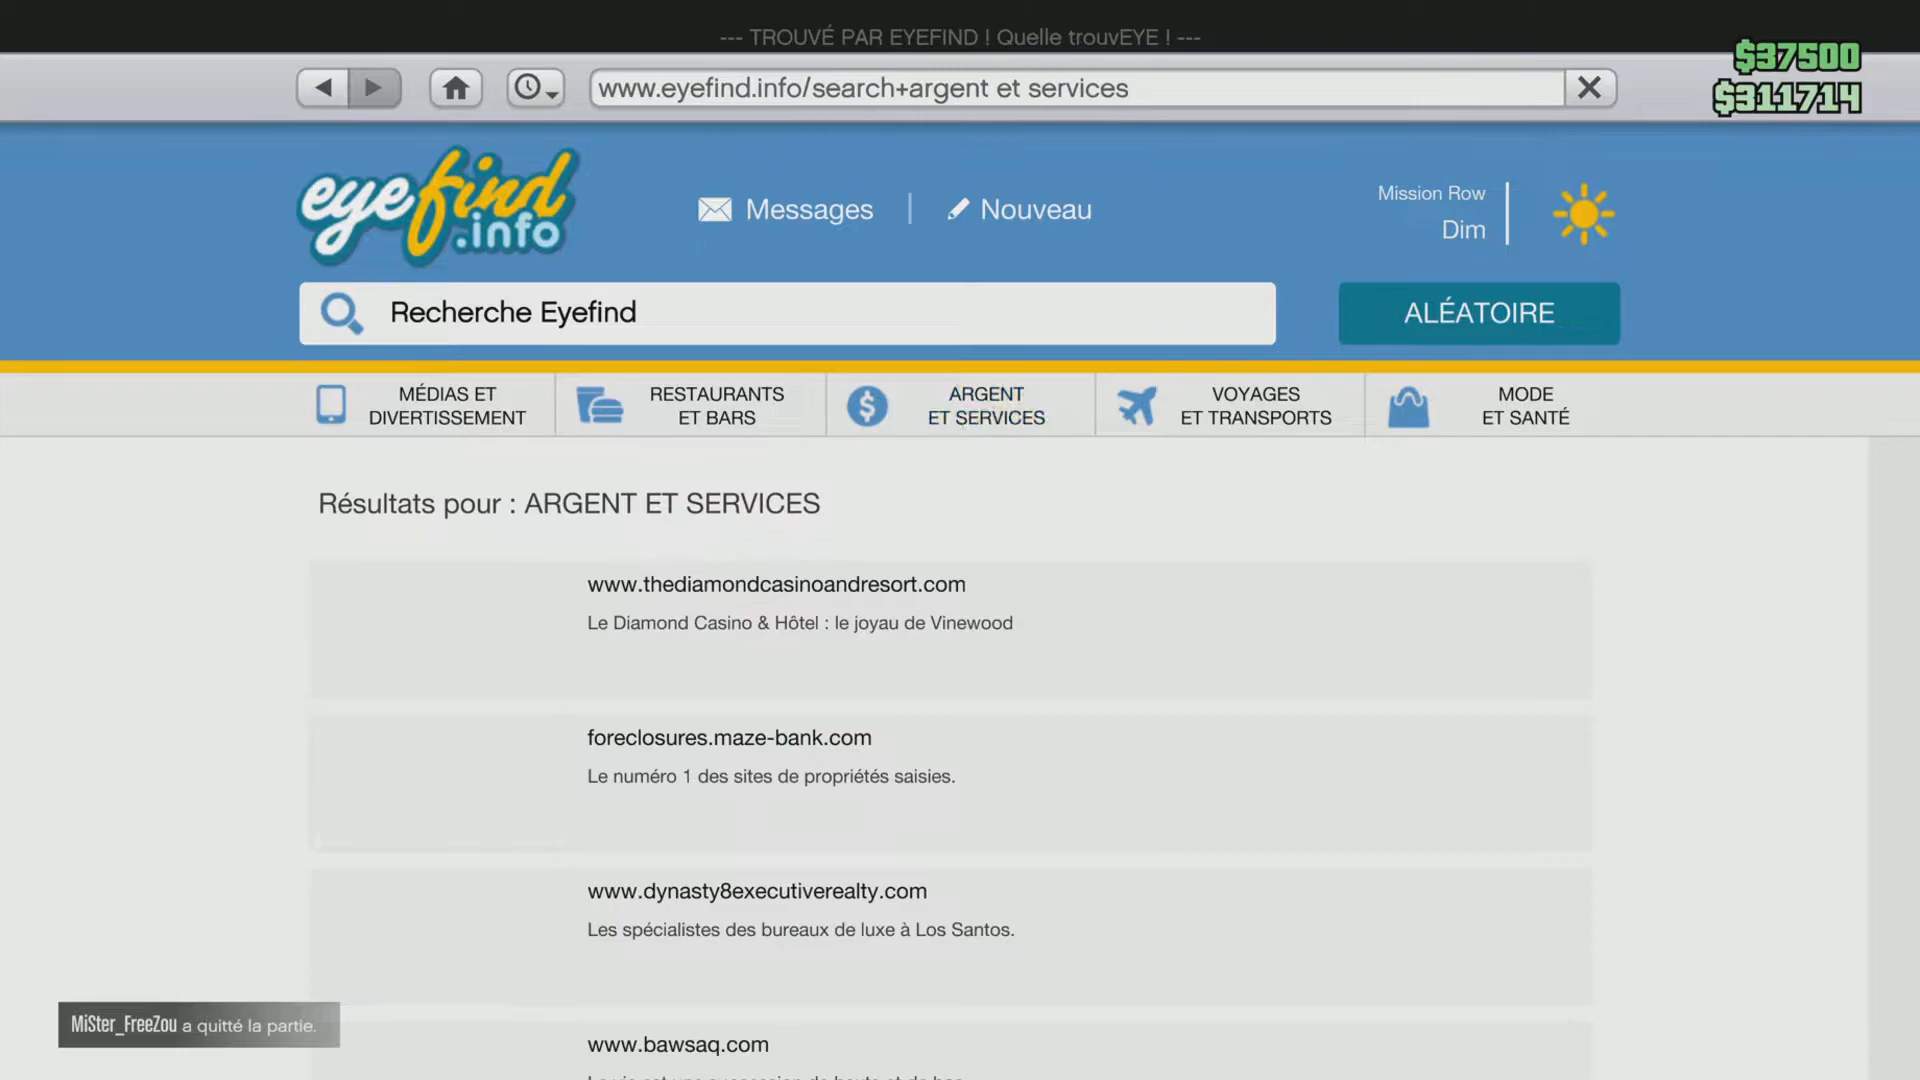 --- TROUVÉ PAR EYEFIND ! Quelle trouvEYE ! ---
$37500
www.eyefind.info/search+argent et services
$311714
eyefind
.info
Messages
Nouveau
Mission Row
Dim
Recherche Eyefind
ALÉATOIRE
MÉDIAS ET
DIVERTISSEMENT
RESTAURANTS
ET BARS
ARGENT
ET SERVICES
VOYAGES
ET TRANSPORTS
MODE
ET SANTÉ
Résultats pour : ARGENT ET SERVICES
www.thediamondcasinoandresort.com
Le Diamond Casino & Hôtel : le joyau de Vinewood
foreclosures.maze-bank.com
Le numéro 1 des sites de propriétés saisies.
www.dynasty8executiverealty.com
Les spécialistes des bureaux de luxe à Los Santos.
MiSter_FreeZou a quitté la partie.
www.bawsaq.com